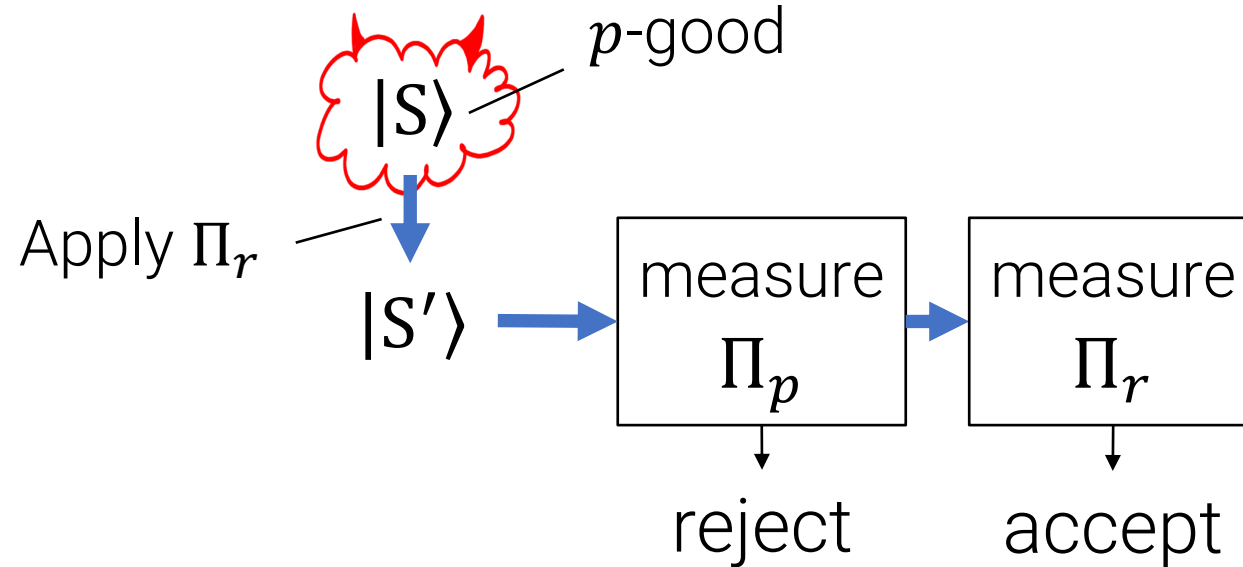 p-good
|S⟩
Apply Π_r
|S′⟩
measure
Π_p
measure
Π_r
reject
accept